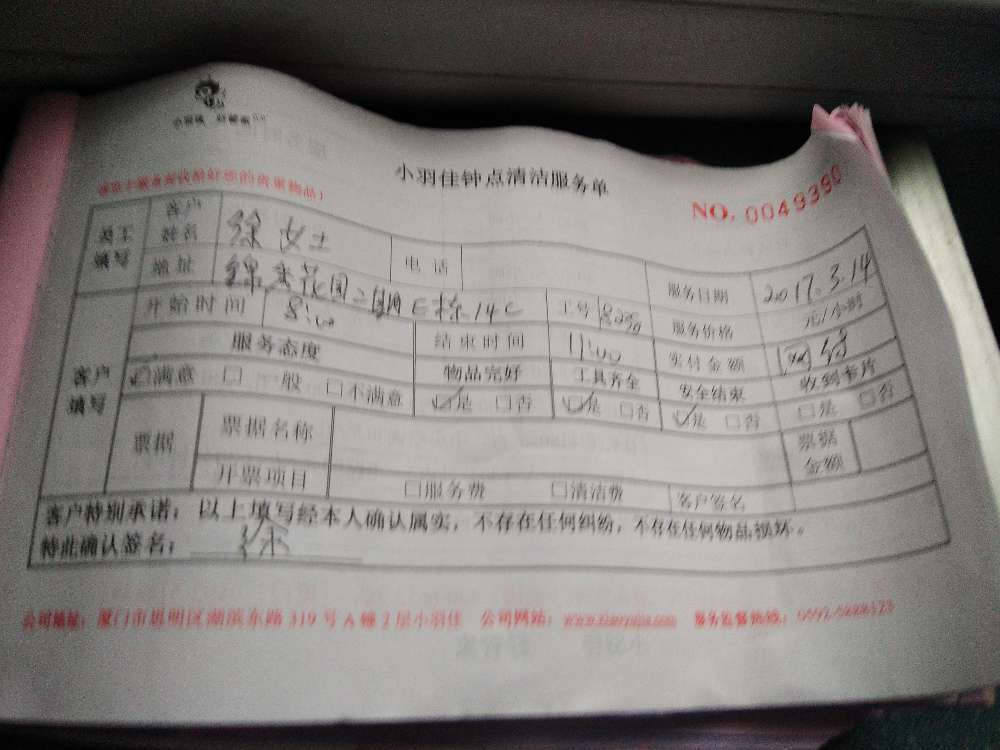 小羽佳钟点清洁服务单
NO. 0049390
员工填写 客户姓名 徐女士 电话 服务日期 2017.3.14
地址 锦绣花园二期E栋14C 工号 服务价格 元/小时
客户填写 开始时间 8:00 结束时间 11:00 实付金额
服务态度 物品完好 工具齐全 安全结束 收到卡片
☑满意 □一般 □不满意 ☑是 □否 ☑是 □否 ☑是 □否 □是 □否
票据 票据名称 票据金额
开票项目 □服务费 □清洁费 客户签名
客户特别承诺：以上填写经本人确认属实，不存在任何纠纷，不存在任何物品损坏。
特此确认签名： 徐
公司地址：厦门市思明区湖滨东路319号A幢2层小羽佳 公司网站： 服务监督热线：